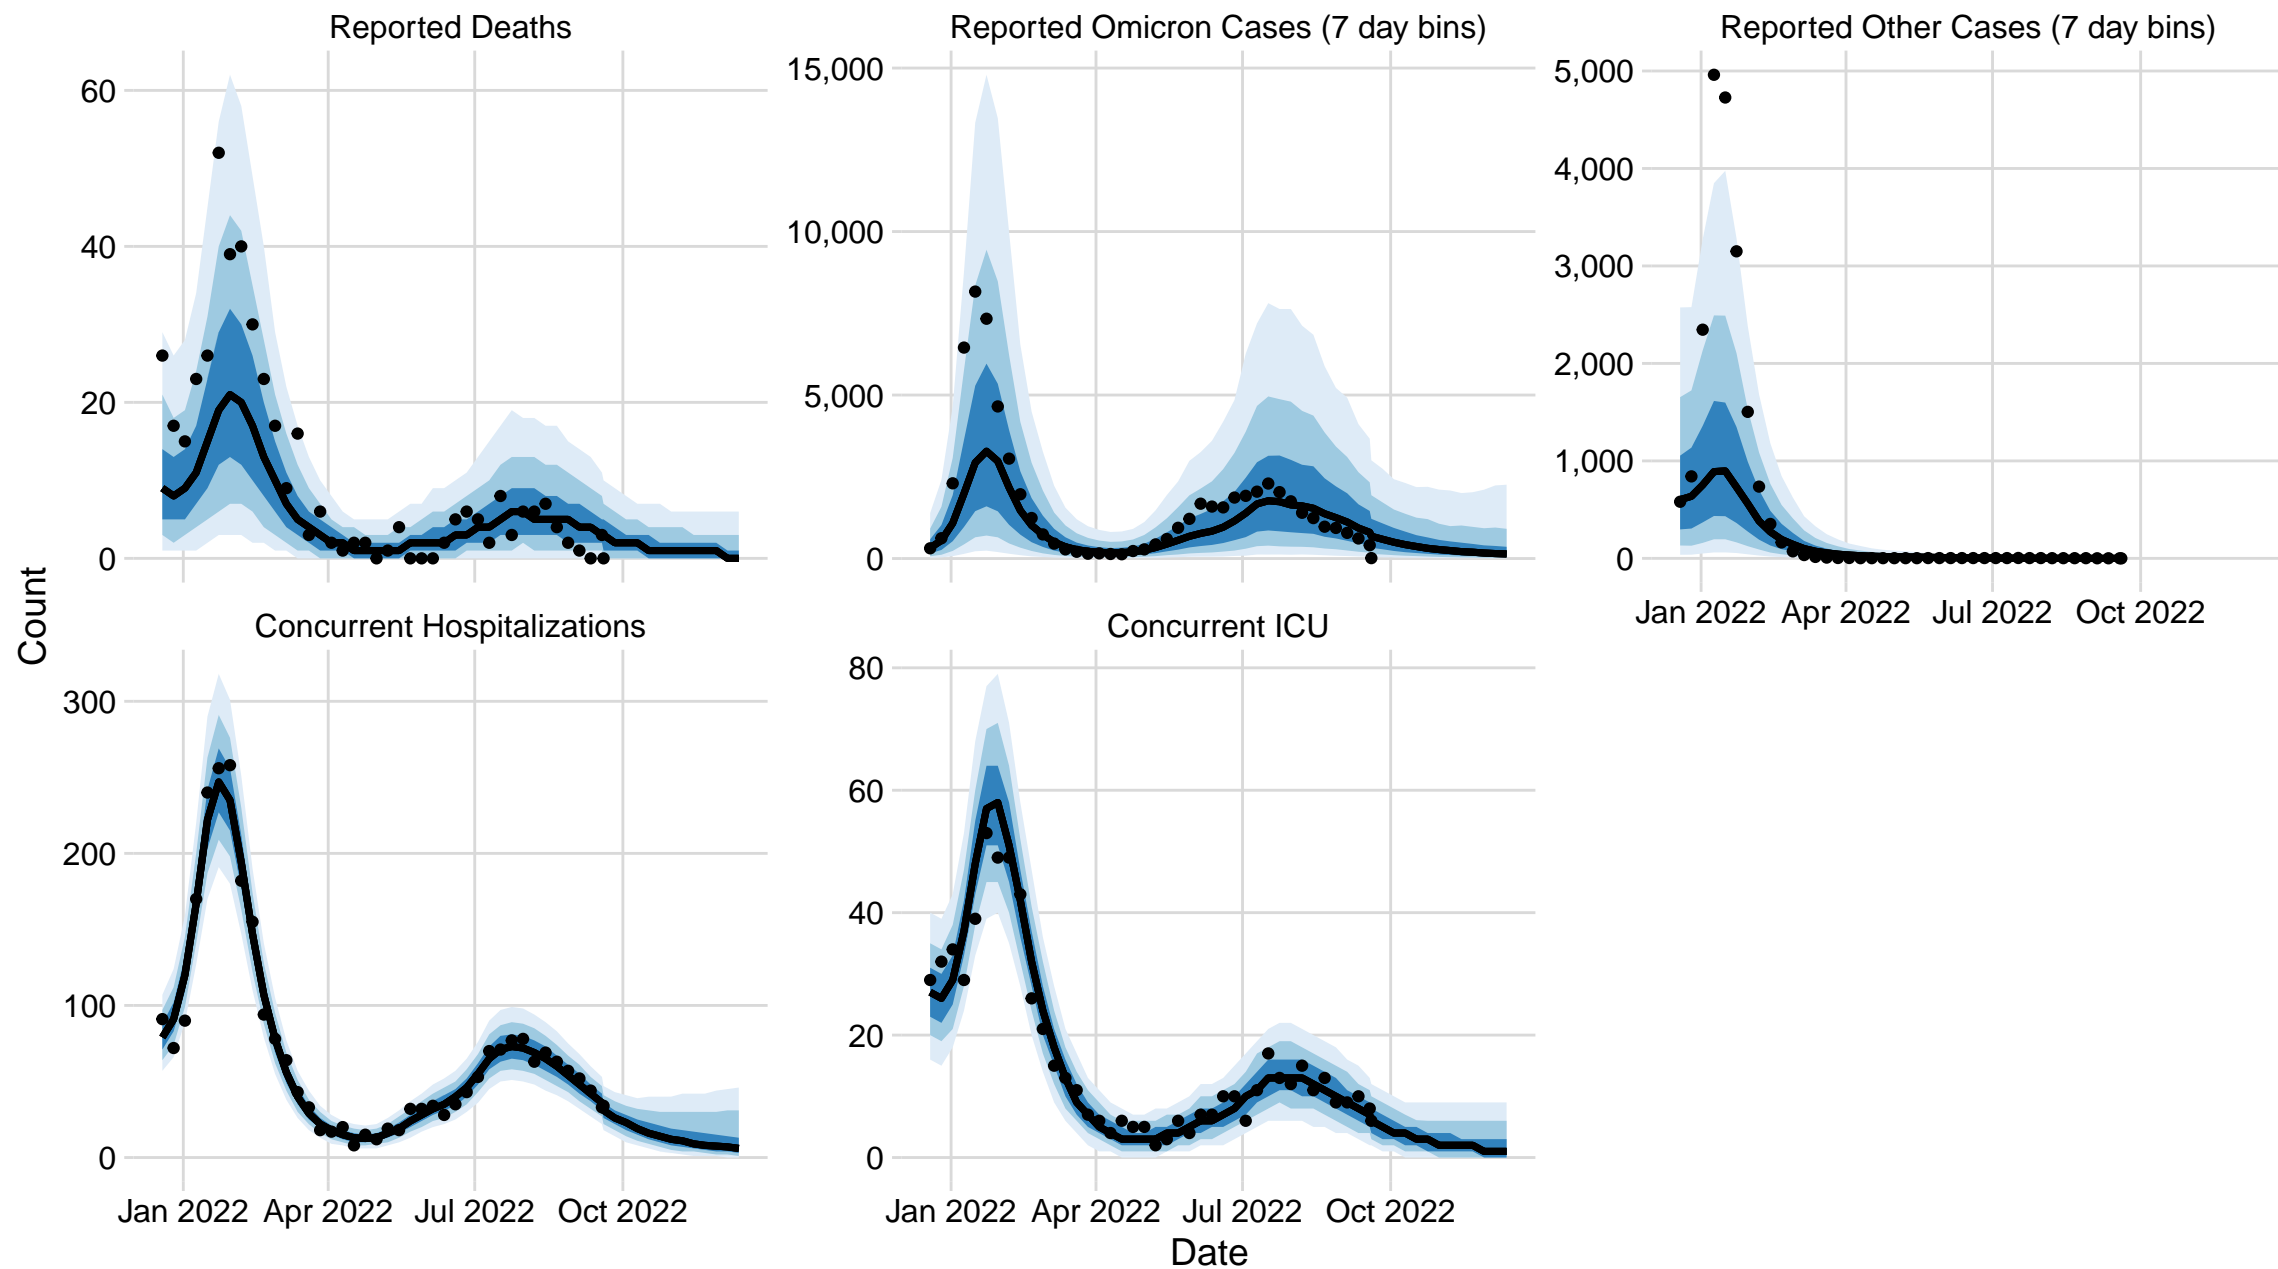 Reported Deaths
Reported Omicron Cases (7 day bins)
Reported Other Cases (7 day bins)
60
40
20
0
15,000
10,000
5,000
0
5,000
4,000
3,000
2,000
1,000
0
Jan 2022 Apr 2022 Jul 2022 Oct 2022
Count
Concurrent Hospitalizations
Concurrent ICU
300
200
100
0
80
60
40
20
0
Jan 2022 Apr 2022 Jul 2022 Oct 2022
Jan 2022 Apr 2022 Jul 2022 Oct 2022
Date